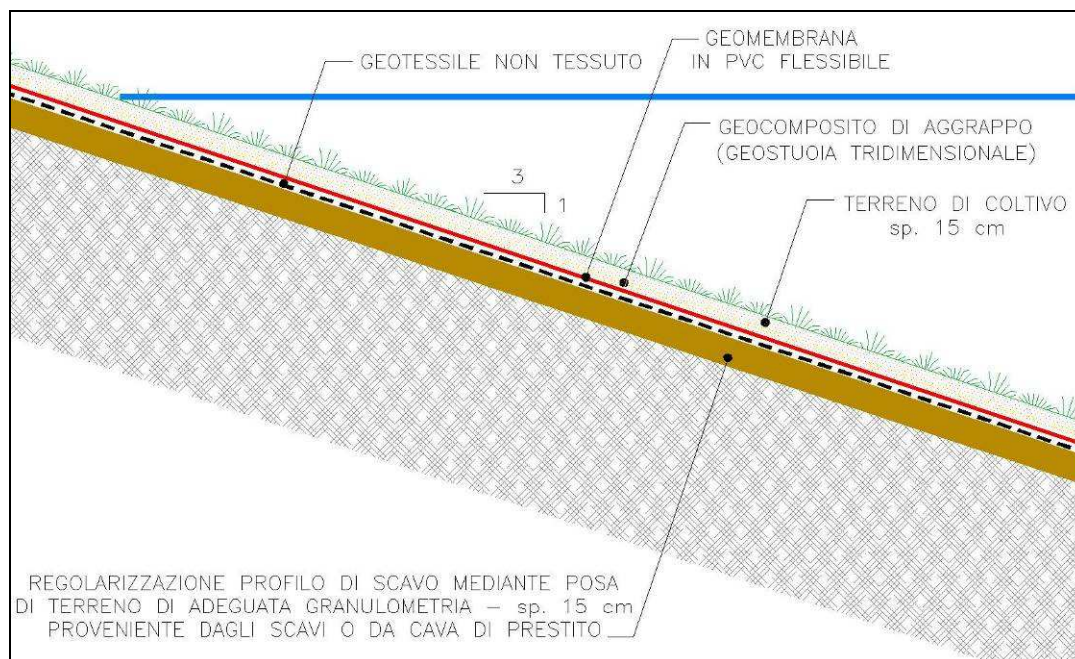 GEOMEMBRANA
IN PVC FLESSIBILE
GEOTESSILE NON TESSUTO
GEOCOMPOSITO DI AGGRAPPO
(GEOSTUOIA TRIDIMENSIONALE)
3
1
TERRENO DI COLTIVO
sp. 15 cm
REGOLARIZZAZIONE PROFILO DI SCAVO MEDIANTE POSA
DI TERRENO DI ADEGUATA GRANULOMETRIA – sp. 15 cm
PROVENIENTE DAGLI SCAVI O DA CAVA DI PRESTITO